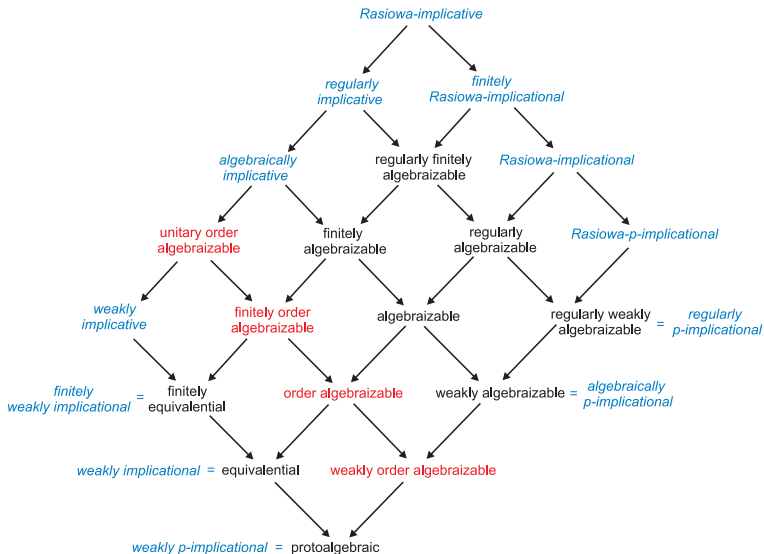 Rasiowa-implicative
regularly
implicative
finitely
Rasiowa-implicational
algebraically
implicative
regularly finitely
algebraizable
Rasiowa-implicational
unitary order
algebraizable
finitely
algebraizable
regularly
algebraizable
Rasiowa-p-implicational
weakly
implicative
finitely order
algebraizable
algebraizable
regularly weakly
algebraizable
=
regularly
p-implicational
finitely
weakly implicational
=
finitely
equivalential
order algebraizable
weakly algebraizable
=
algebraically
p-implicational
weakly implicational = equivalential
weakly order algebraizable
weakly p-implicational = protoalgebraic